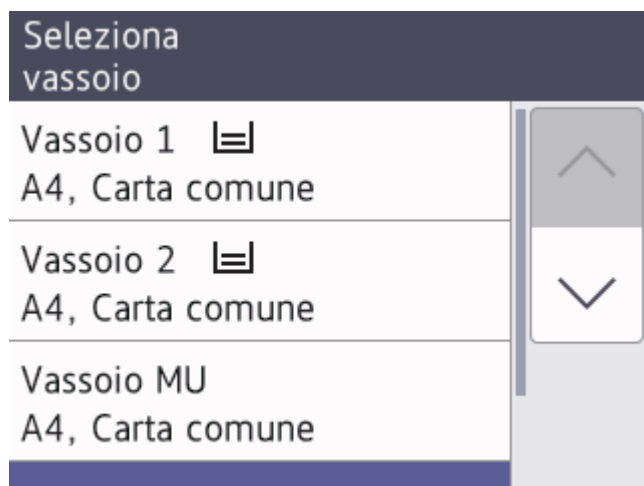 Seleziona
vassoio
Vassoio 1
A4, Carta comune
Vassoio 2
A4, Carta comune
Vassoio MU
A4, Carta comune